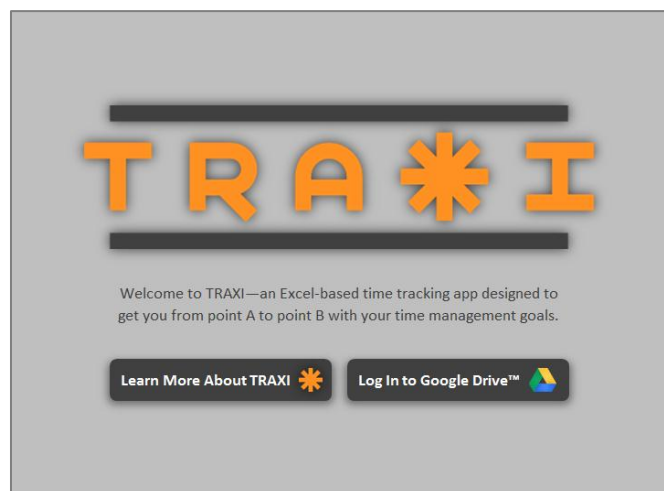 TRAXI
Welcome to TRAXI—an Excel-based time tracking app designed to
get you from point A to point B with your time management goals.
Learn More About TRAXI
Log In to Google Drive™